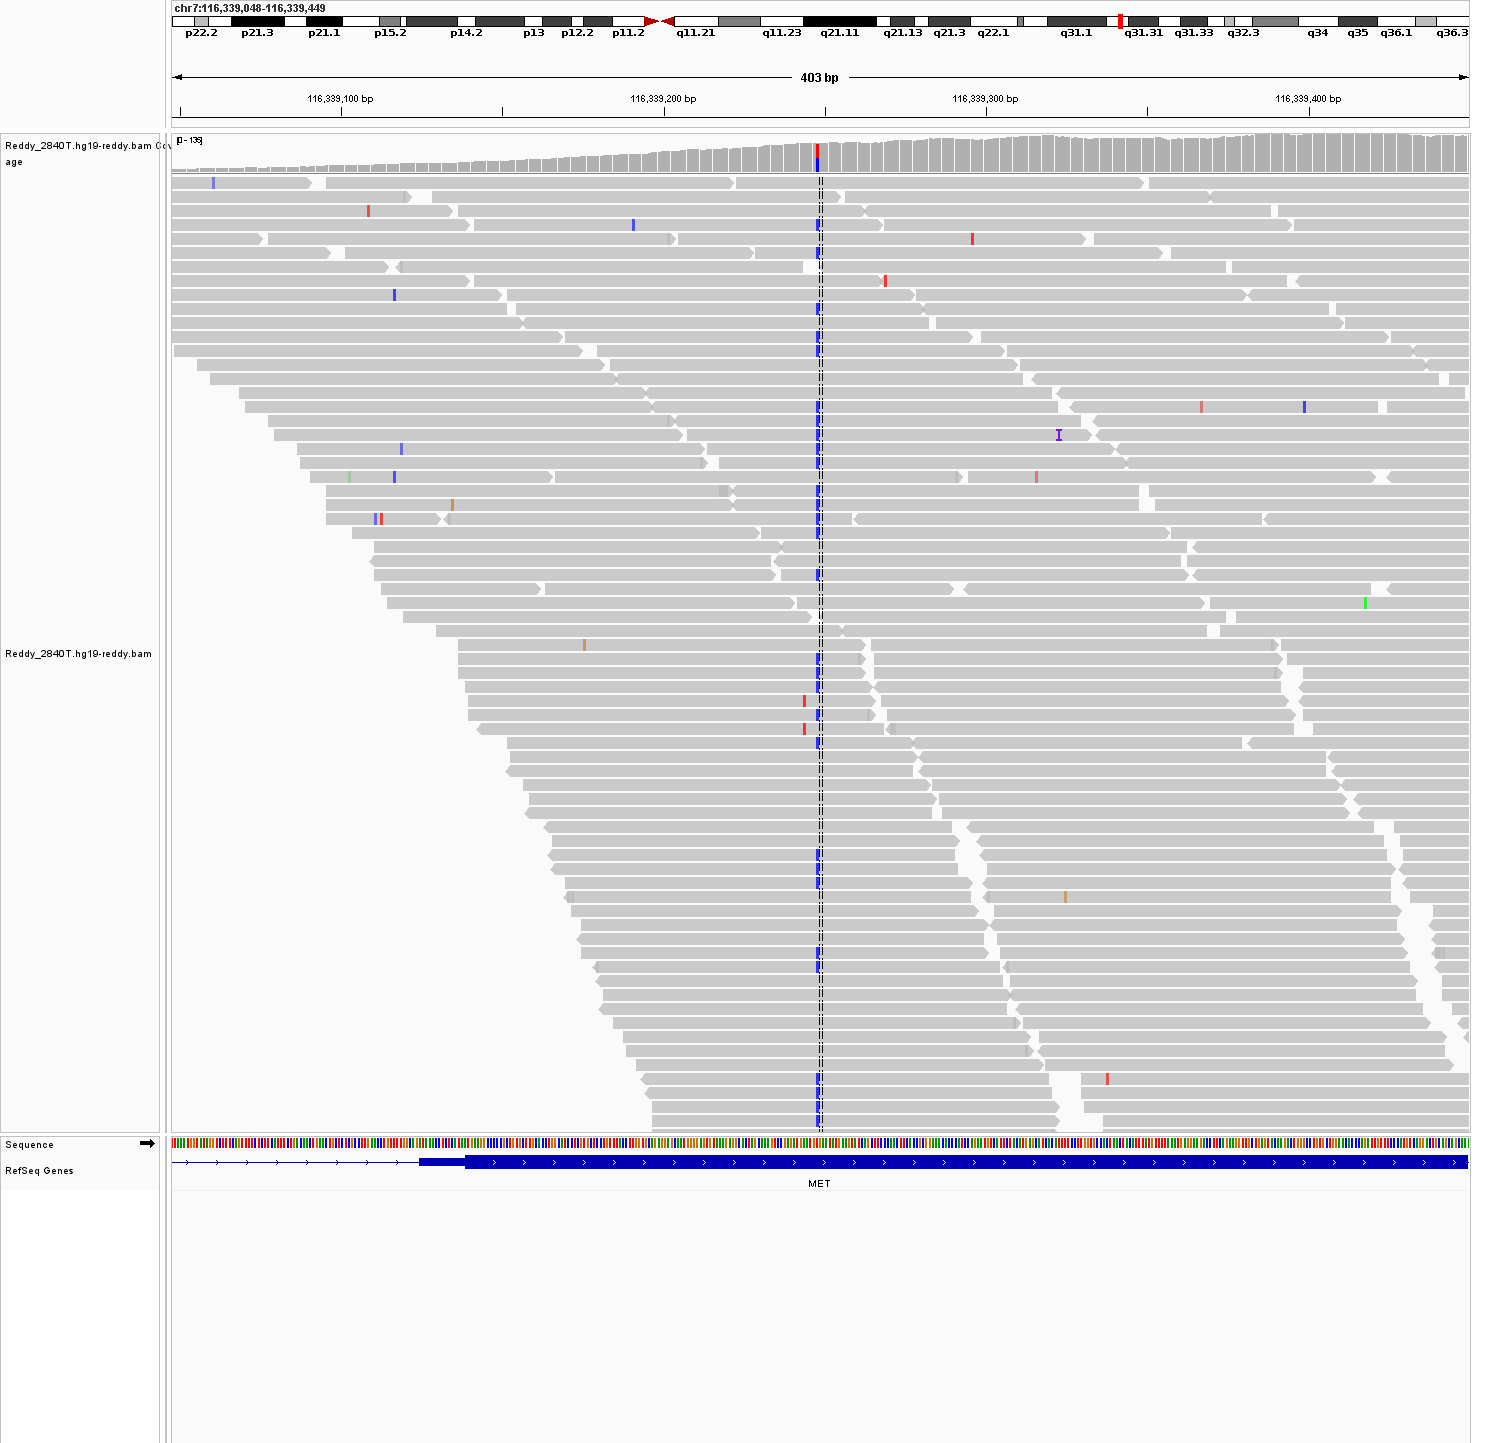 chr7:116,339,048-116,339,449
p22.2 p21.3 p21.1 p15.2 p14.2 p13 p12.2 p11.2 q11.21 q11.23 q21.11 q21.13 q21.3 q22.1 q31.1 q31.31 q31.33 q32.3 q34 q35 q36.1 q36.3
403 bp
116,339,100 bp 116,339,200 bp 116,339,300 bp 116,339,400 bp
[0 - 136]
Reddy_2840T.hg19-reddy.bam Cov
age
Reddy_2840T.hg19-reddy.bam
Sequence
RefSeq Genes
MET